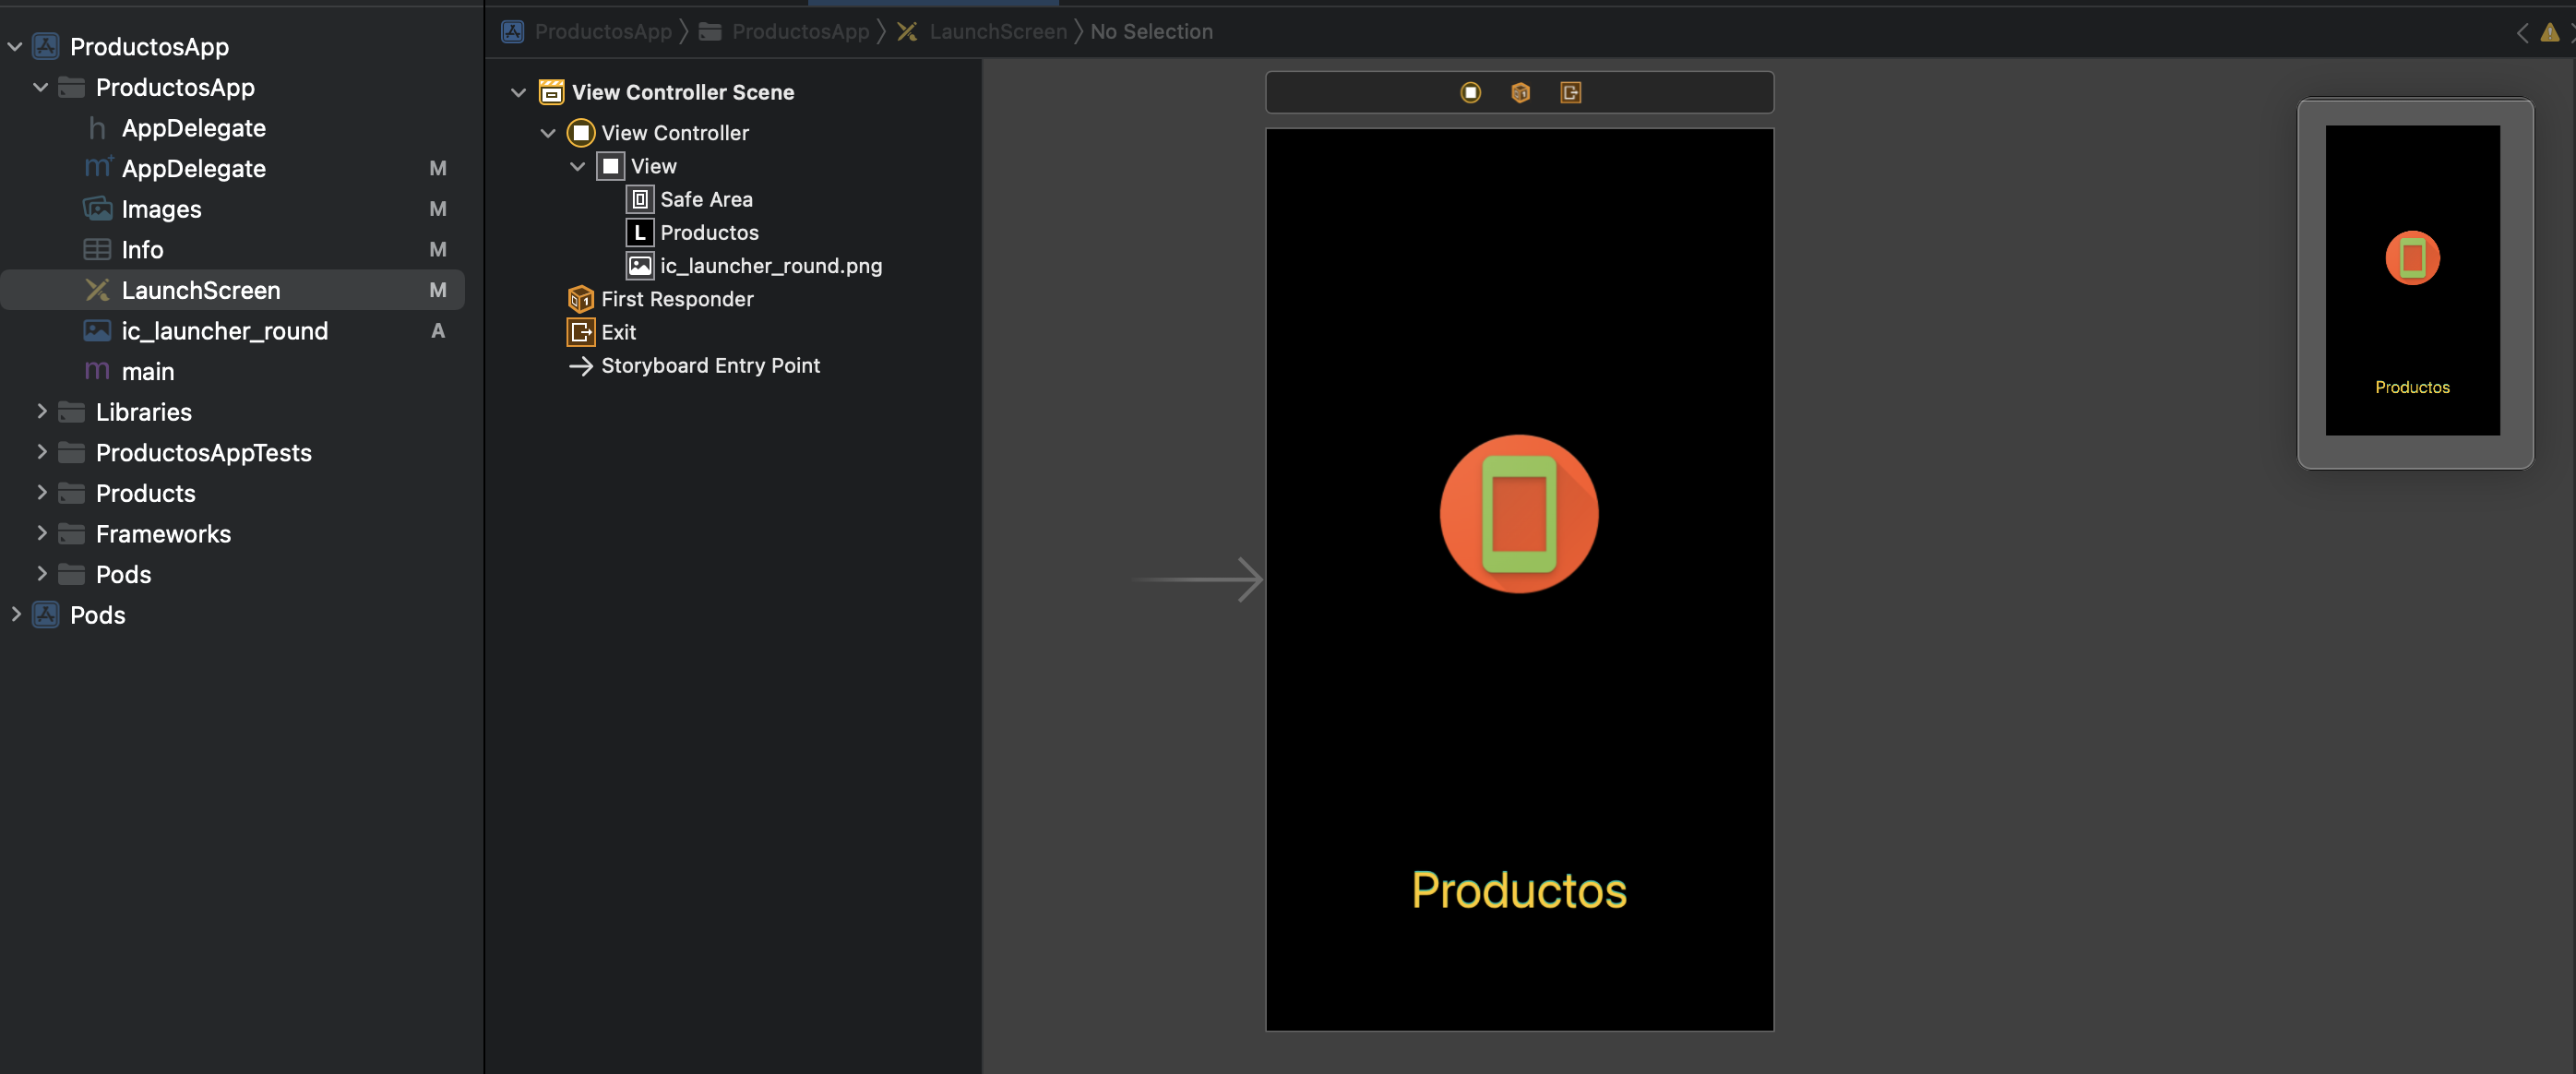 ProductosApp
ProductosApp
h AppDelegate
m+ AppDelegate M
Images M
Info M
LaunchScreen M
ic_launcher_round A
m main
Libraries
ProductosAppTests
Products
Frameworks
Pods
Pods
ProductosApp ProductosApp LaunchScreen No Selection
View Controller Scene
View Controller
View
Safe Area
L Productos
ic_launcher_round.png
First Responder
Exit
Storyboard Entry Point
Productos
Productos